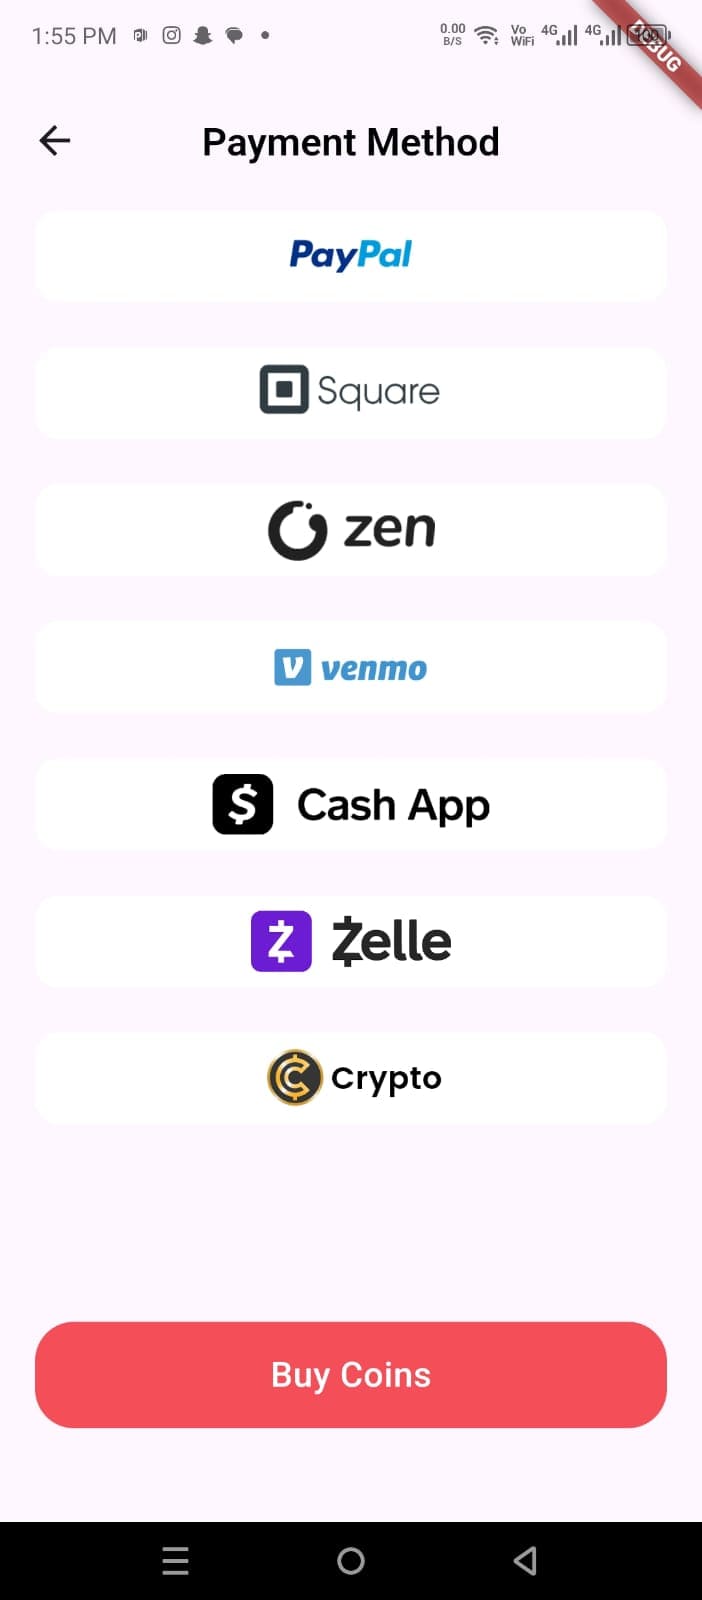 1:55 PM 0.00 B/S Vo WiFi 4G 4G 100
DEBUG
Payment Method
PayPal
Square
zen
venmo
Cash App
Zelle
Crypto
Buy Coins